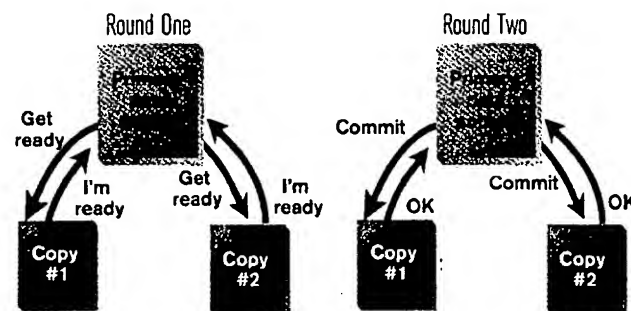 Round One
Get
ready
I'm
ready
Get
ready
I'm
ready
Copy
#1
Copy
#2
Round Two
Commit
OK
Commit
OK
Copy
#1
Copy
#2